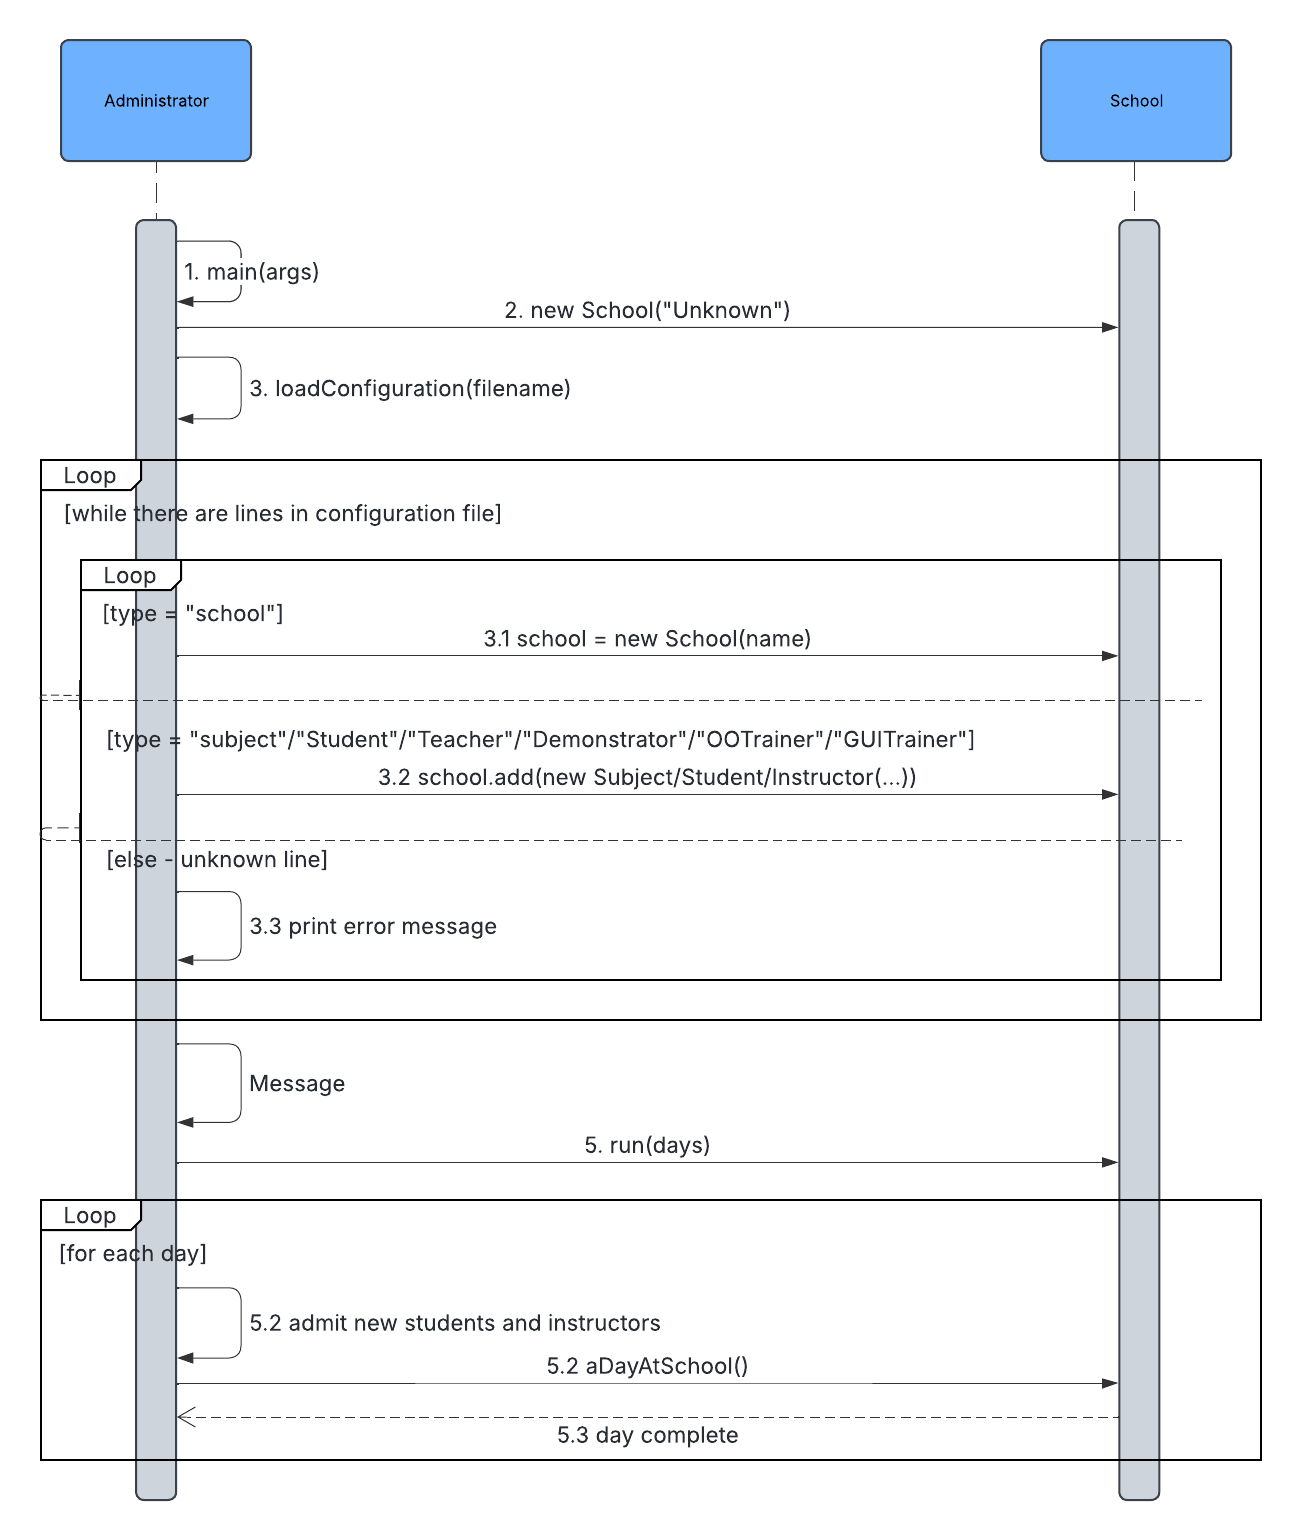 Administrator
School
1. main(args)
2. new School("Unknown")
3. loadConfiguration(filename)
Loop
[while there are lines in configuration file]
Loop
[type = "school"]
3.1 school = new School(name)
[type = "subject"/"Student"/"Teacher"/"Demonstrator"/"OOTrainer"/"GUITrainer"]
3.2 school.add(new Subject/Student/Instructor(...))
[else - unknown line]
3.3 print error message
Message
5. run(days)
Loop
[for each day]
5.2 admit new students and instructors
5.2 aDayAtSchool()
5.3 day complete